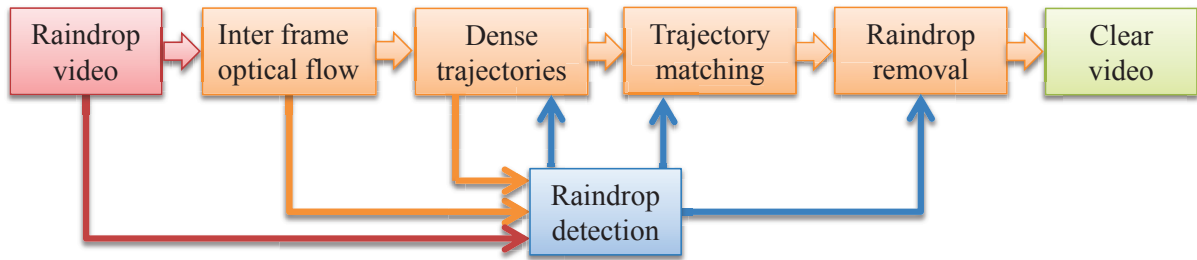 Raindrop
video
Inter frame
optical flow
Dense
trajectories
Trajectory
matching
Raindrop
removal
Clear
video
Raindrop
detection